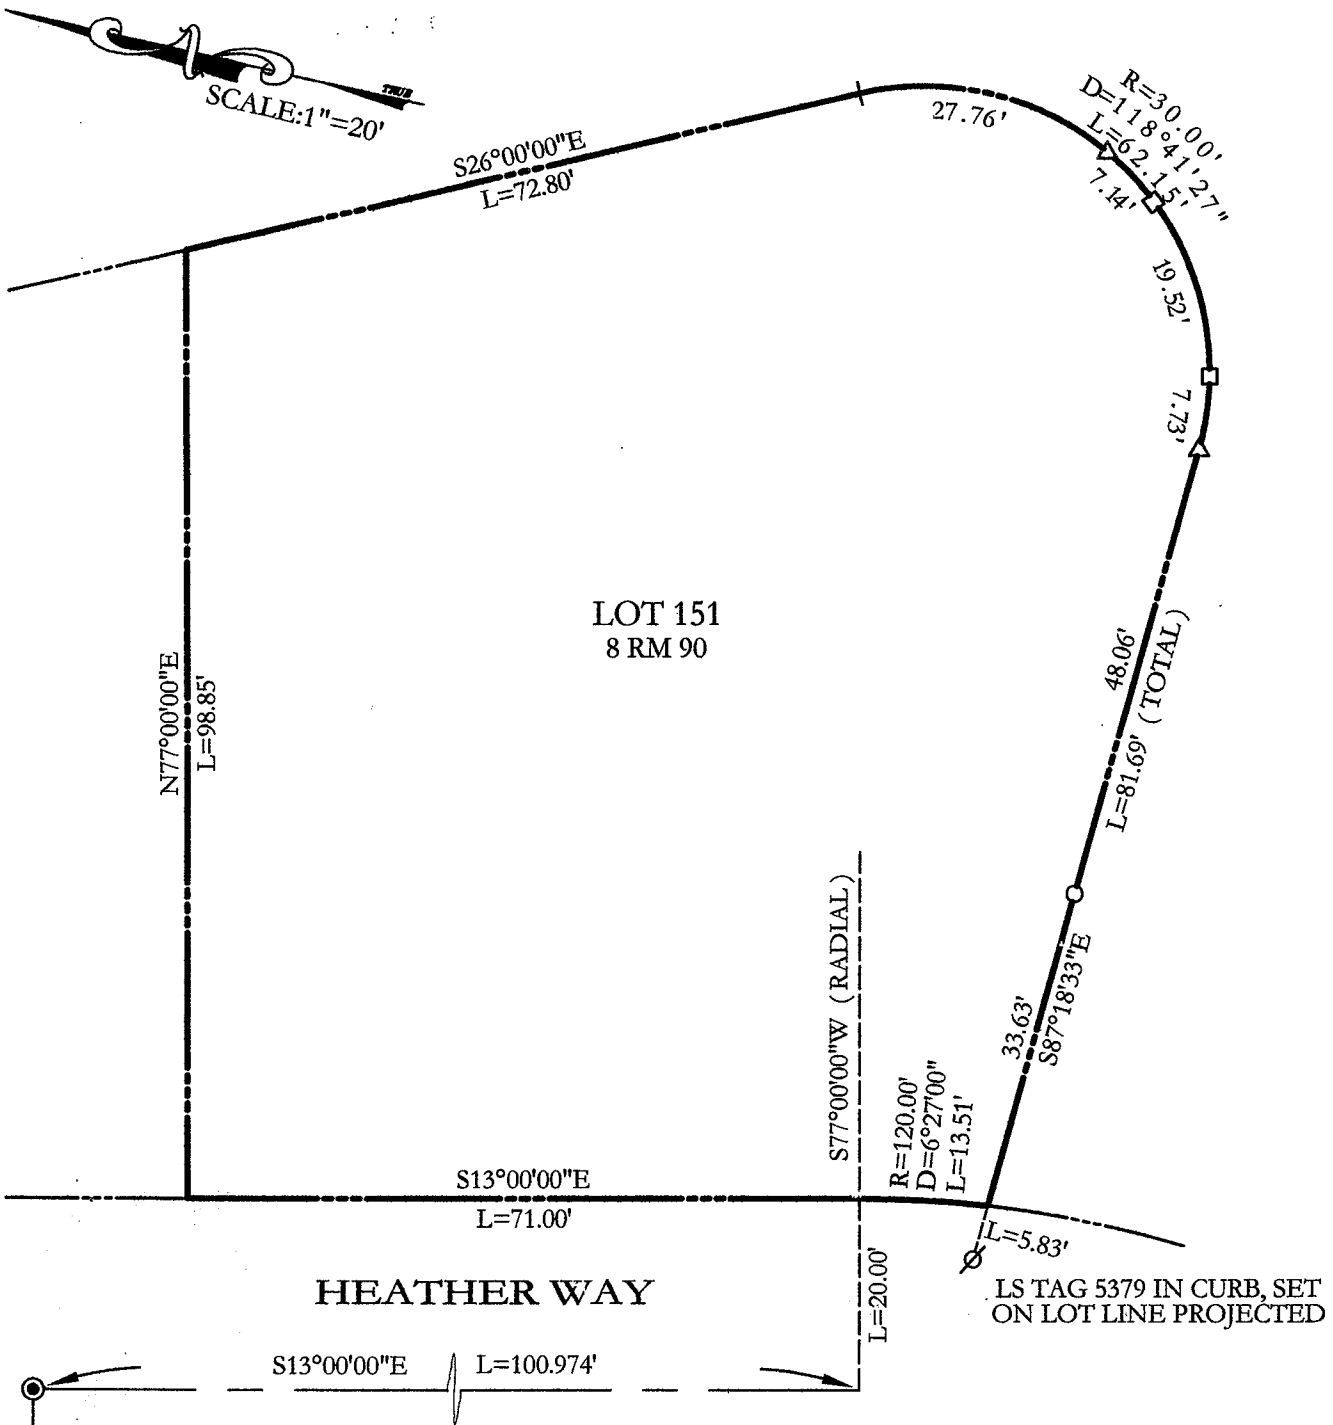 TRUE
SCALE:1"=20'
S26°00'00"E
L=72.80'
27.76'
R=30.00'
D=118°41'27"
L=62.15'
7.14'
19.52'
7.73'
LOT 151
8 RM 90
N77°00'00"E
L=98.85'
48.06'
L=81.69' (TOTAL)
33.63'
S87°18'33"E
S77°00'00"W (RADIAL)
R=120.00'
D=6°27'00"
L=13.51'
S13°00'00"E
L=71.00'
L=5.83'
L=20.00'
HEATHER WAY
LS TAG 5379 IN CURB, SET
ON LOT LINE PROJECTED
S13°00'00"E L=100.974'